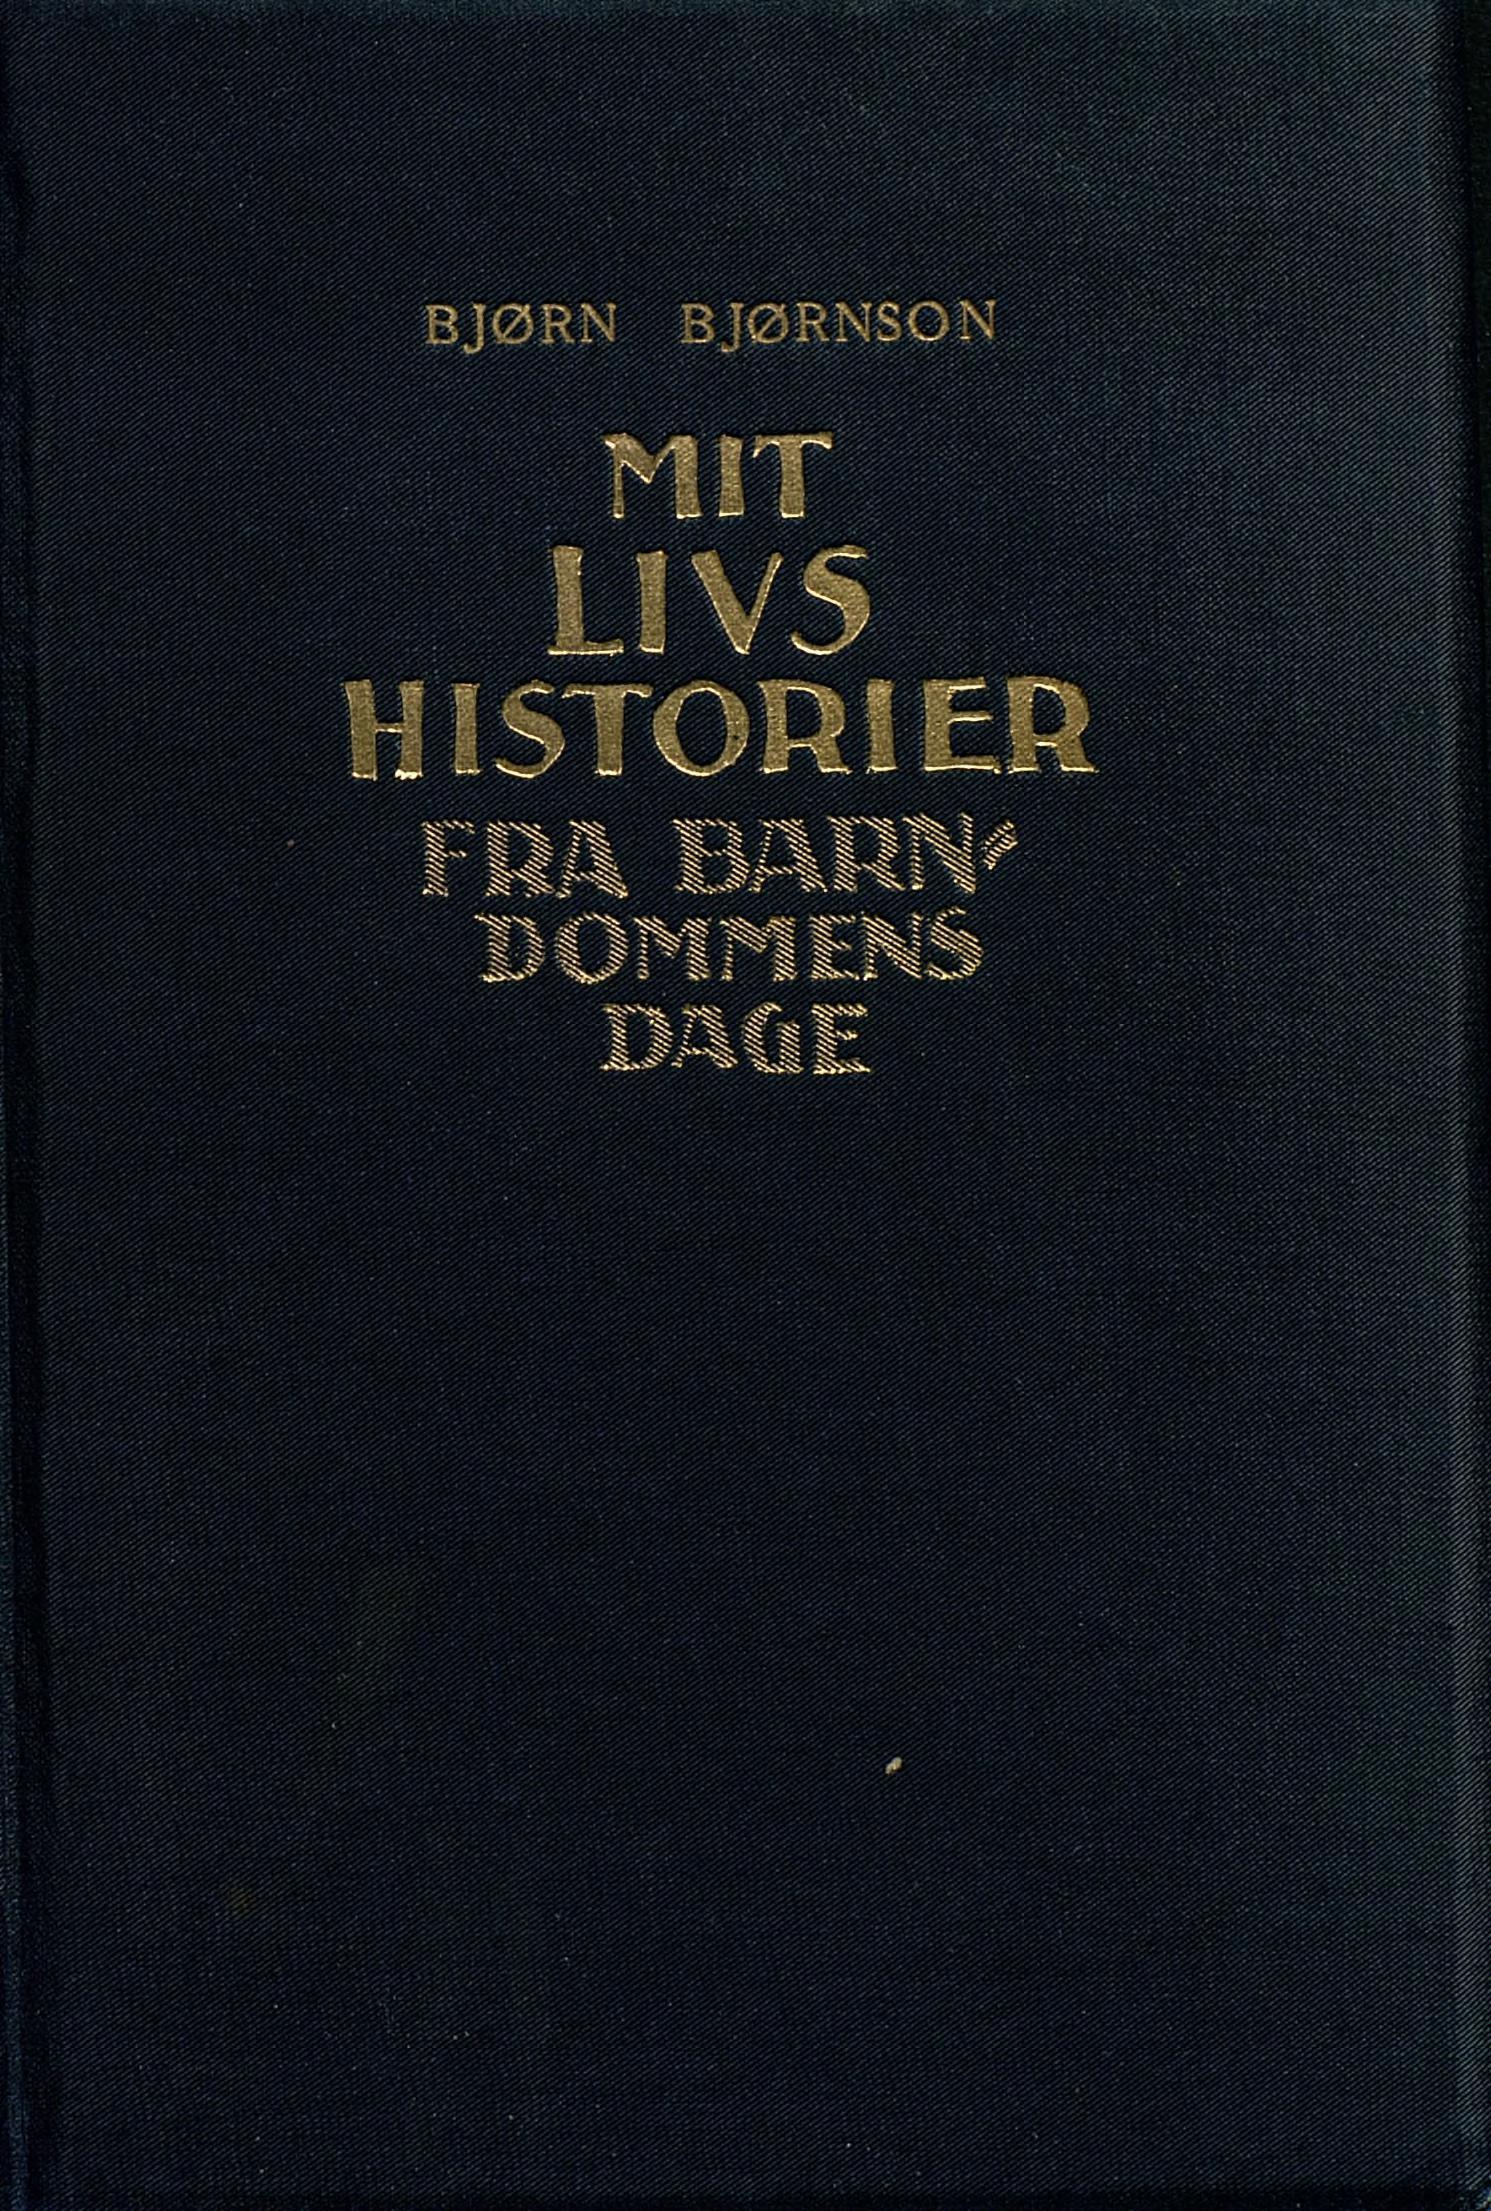 BJØRN BJØRNSON
MIT
LIVS
HISTORIER
FRA BARN-
DOMMENS
DAGE